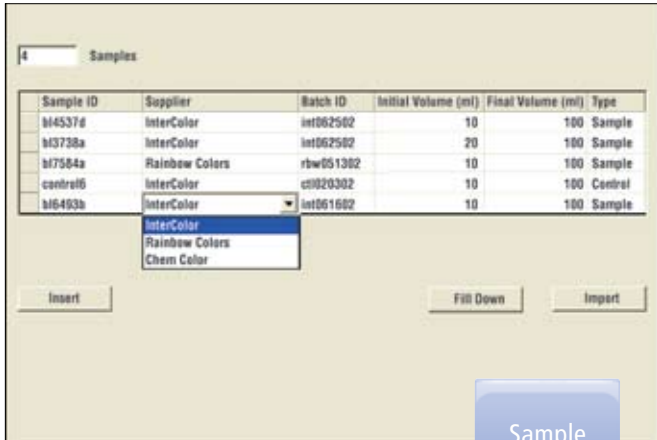 4 Samples
Sample ID Supplier Batch ID Initial Volume (ml) Final Volume (ml) Type
bl4537d InterColor int062502 10 100 Sample
bl3738a InterColor int062502 20 100 Sample
bl7584a Rainbow Colors rbw051302 10 100 Sample
control6 InterColor ctl020302 10 100 Control
bl6493b InterColor int061602 10 100 Sample
InterColor
Rainbow Colors
Chem Color
Insert Fill Down Import
Sample